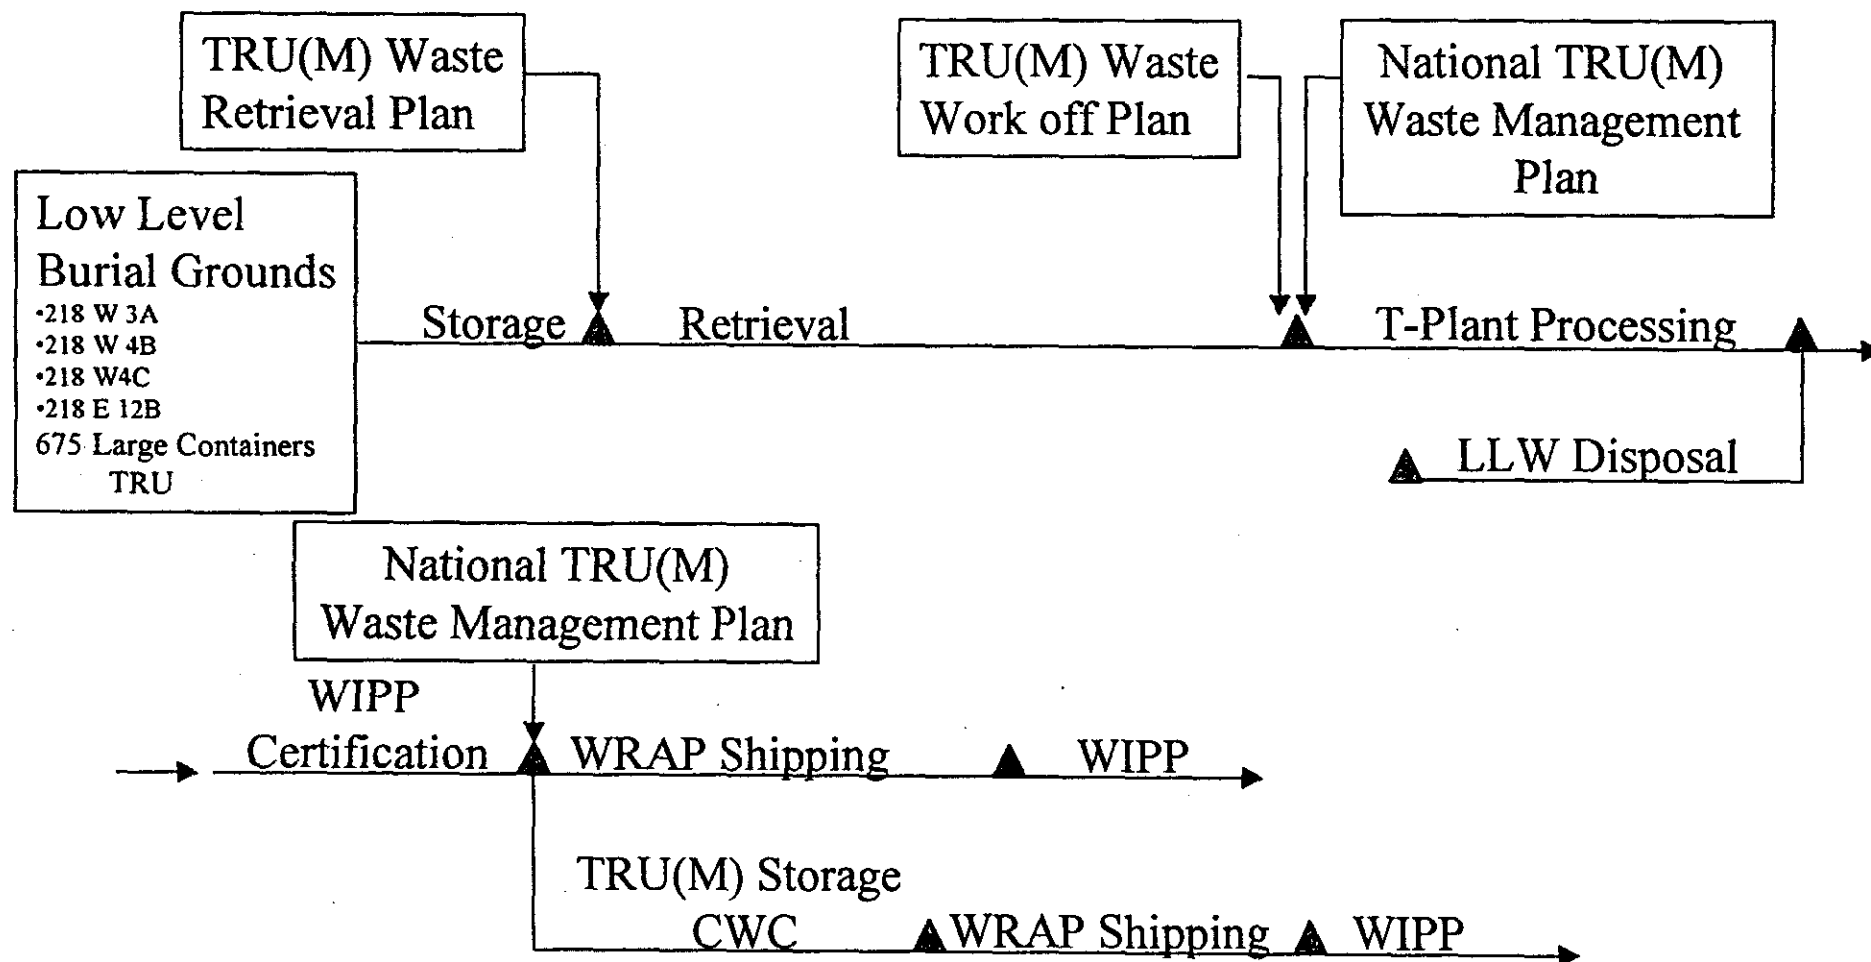 TRU(M) Waste
Retrieval Plan
TRU(M) Waste
Work off Plan
National TRU(M)
Waste Management
Plan
Low Level
Burial Grounds
•218 W 3A
•218 W 4B
•218 W4C
•218 E 12B
675 Large Containers
TRU
Storage
Retrieval
T-Plant Processing
LLW Disposal
National TRU(M)
Waste Management Plan
WIPP
Certification
WRAP Shipping
WIPP
TRU(M) Storage
CWC
WRAP Shipping
WIPP